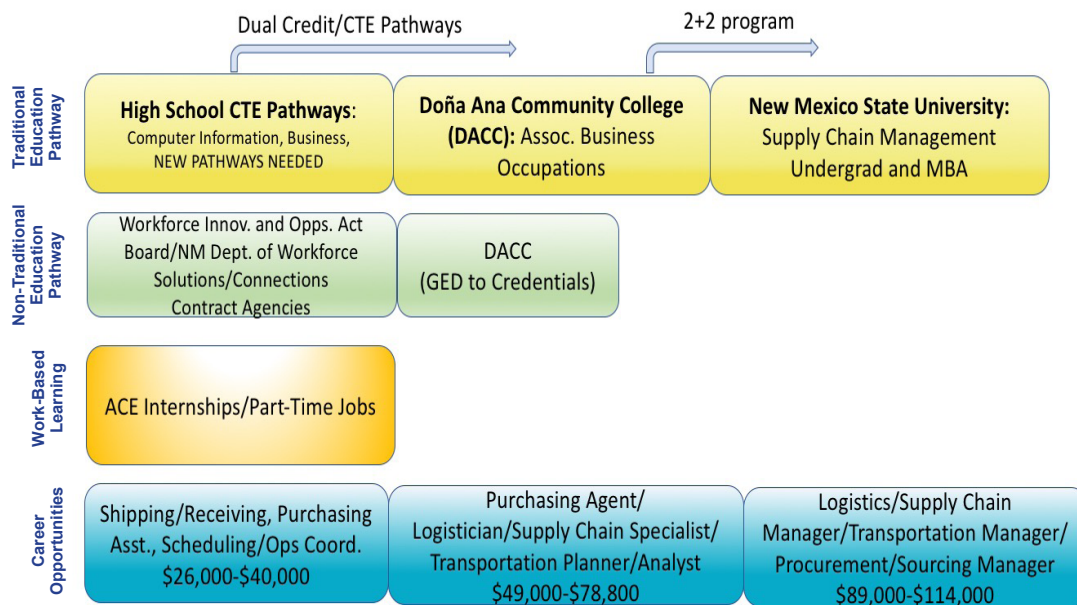 Dual Credit/CTE Pathways
2+2 program
Traditional
Education
Pathway
High School CTE Pathways:
Computer Information, Business,
NEW PATHWAYS NEEDED
Doña Ana Community College
(DACC): Assoc. Business
Occupations
New Mexico State University:
Supply Chain Management
Undergrad and MBA
Non-Traditional
Education
Pathway
Workforce Innov. and Opps. Act
Board/NM Dept. of Workforce
Solutions/Connections
Contract Agencies
DACC
(GED to Credentials)
Work-Based
Learning
ACE Internships/Part-Time Jobs
Career
Opportunities
Shipping/Receiving, Purchasing
Asst., Scheduling/Ops Coord.
$26,000-$40,000
Purchasing Agent/
Logistician/Supply Chain Specialist/
Transportation Planner/Analyst
$49,000-$78,800
Logistics/Supply Chain
Manager/Transportation Manager/
Procurement/Sourcing Manager
$89,000-$114,000